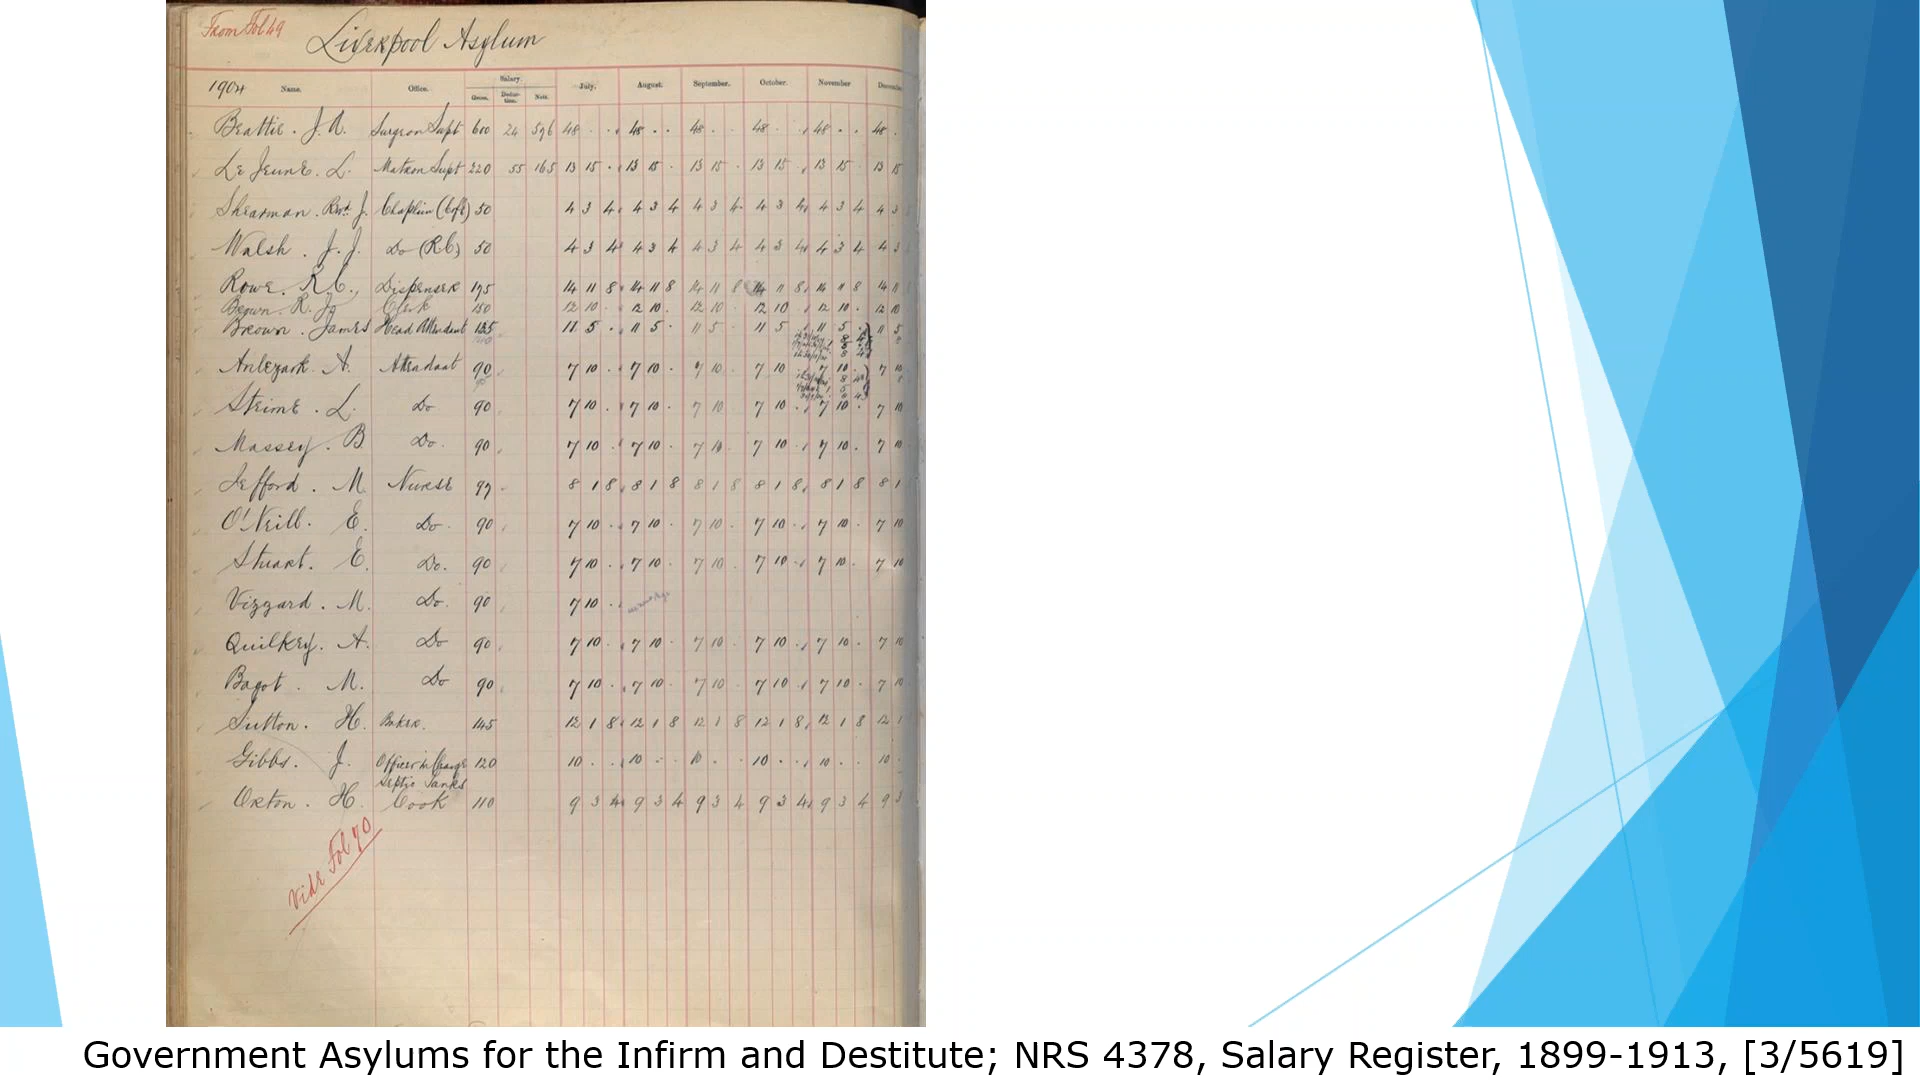 From Fol 49
Liverpool Asylum
1904 Name. Office. Salary. Gross. Deduction. Nett. July. August. September. October. November December
Beattie. J.A. Surgeon Supt 600 24 576 48 . . 48 . . 48 . . 48 . . 48 . . 48 .
Le Jeune. L. Matron Supt 220 55 165 13 15 . 13 15 . 13 15 . 13 15 . 13 15 . 13 15
Shearman. Revd. J. Chaplain (CofE) 50 4 3 4 4 3 4 4 3 4 4 3 4 4 3 4 4 3
Walsh. J.J. Do (RC) 50 4 3 4 4 3 4 4 3 4 4 3 4 4 3 4 4 3
Rowe. R.C. Dispenser 175 14 11 8 14 11 8 14 11 8 14 11 8 14 11 8 14 11
Brown. R. Clerk 150 12 10 12 10 12 10 12 10 12 10 . 12 10
Brown. James Head Attendant 135 11 5 . 11 5 . 11 5 . 11 5 11 5 . 11 5
Anlezark. A. Attendant 90 7 10 . 7 10 . 7 10 7 10 7 10 . 7 10
Steime. L. Do 90 7 10 . 7 10 . 7 10 7 10 . 7 10 . 7 10
Massey. B Do. 90 7 10 . 7 10 . 7 10 . 7 10 . 7 10 . 7 10
Jefford. M. Nurse 97 8 1 8 8 1 8 8 1 8 8 1 8 8 1 8 8 1
O'Neill. E. Do. 90 7 10 . 7 10 . 7 10 . 7 10 . 7 10 . 7 10
Stuart. E. Do. 90 7 10 . 7 10 . 7 10 7 10 . 7 10 . 7 10
Vizzard. M. Do. 90 7 10 .
Quilkey. A. Do 90 7 10 . 7 10 . 7 10 . 7 10 . 7 10 . 7 10
Bagot. M. Do 90 7 10 . 7 10 . 7 10 . 7 10 . 7 10 . 7 10
Sutton. H. Baker. 145 12 1 8 12 1 8 12 1 8 12 1 8 12 1 8 12 1
Gibbs. J. Officer in Charge 120 10 . . 10 . . 10 . . 10 . . 10 . . 10 .
Septic Tanks
Orton. H. Cook 110 9 3 4 9 3 4 9 3 4 9 3 4 9 3 4 9 3
Vide Fol 70
Government Asylums for the Infirm and Destitute; NRS 4378, Salary Register, 1899-1913, [3/5619]